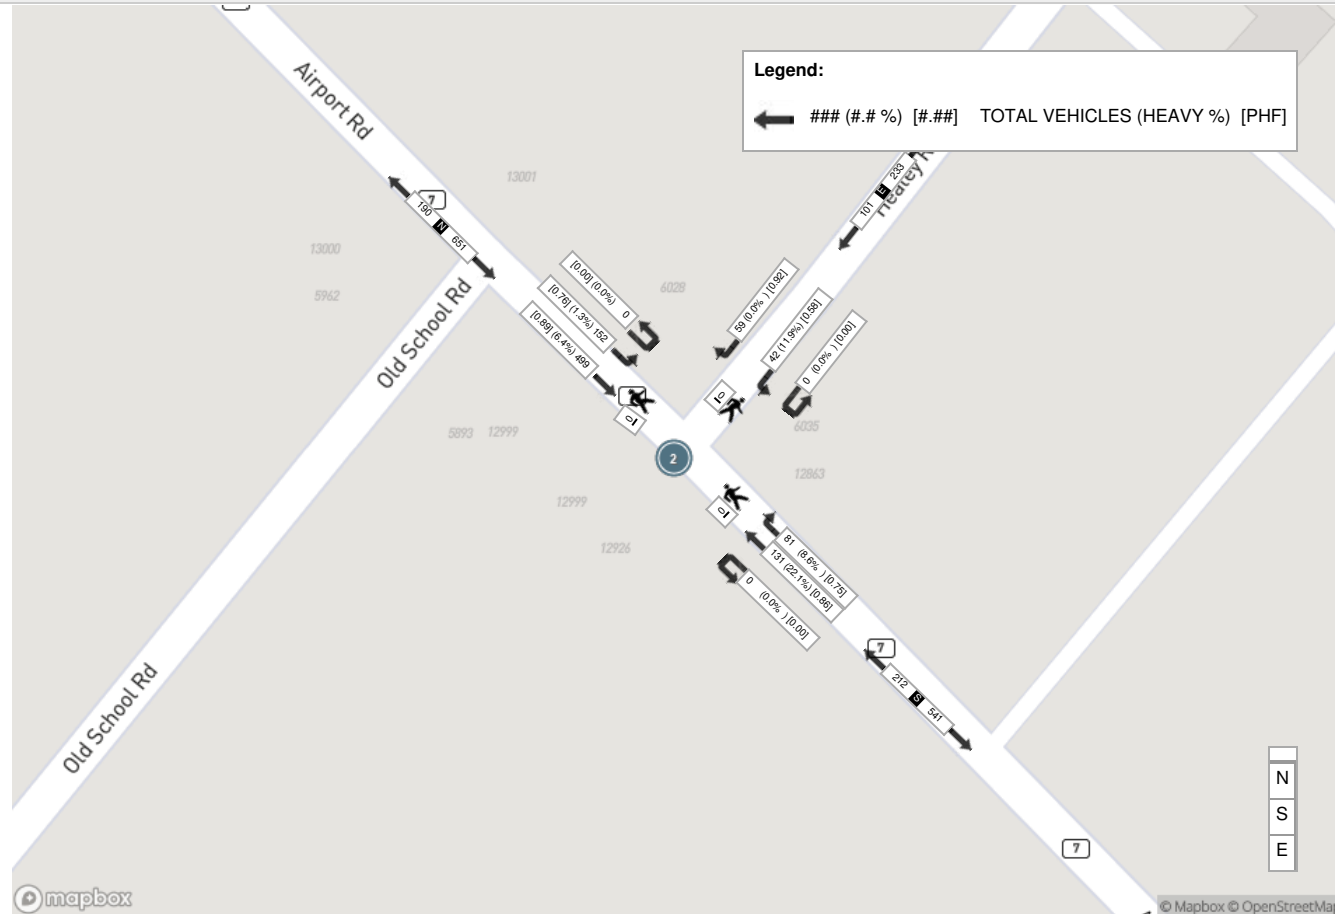 Legend:
### (#.# %) [#.##] TOTAL VEHICLES (HEAVY %) [PHF]
Airport Rd
13001
7
190 N 651
13000
5962
Old School Rd
233
E
101
[0.00] (0.0%) 0
[0.76] (1.3%) 152
[0.89] (6.4%) 499
6028
59 (0.0% ) [0.92]
42 (11.9%) [0.58]
0 (0.0% ) [0.00]
0
0
6035
5893 12999
2
12863
12999
0
12926
81 (8.6% ) [0.75]
131 (22.1%) [0.86]
0 (0.0% ) [0.00]
7
212 S 541
Old School Rd
N
S
E
7
mapbox
© Mapbox © OpenStreetMap